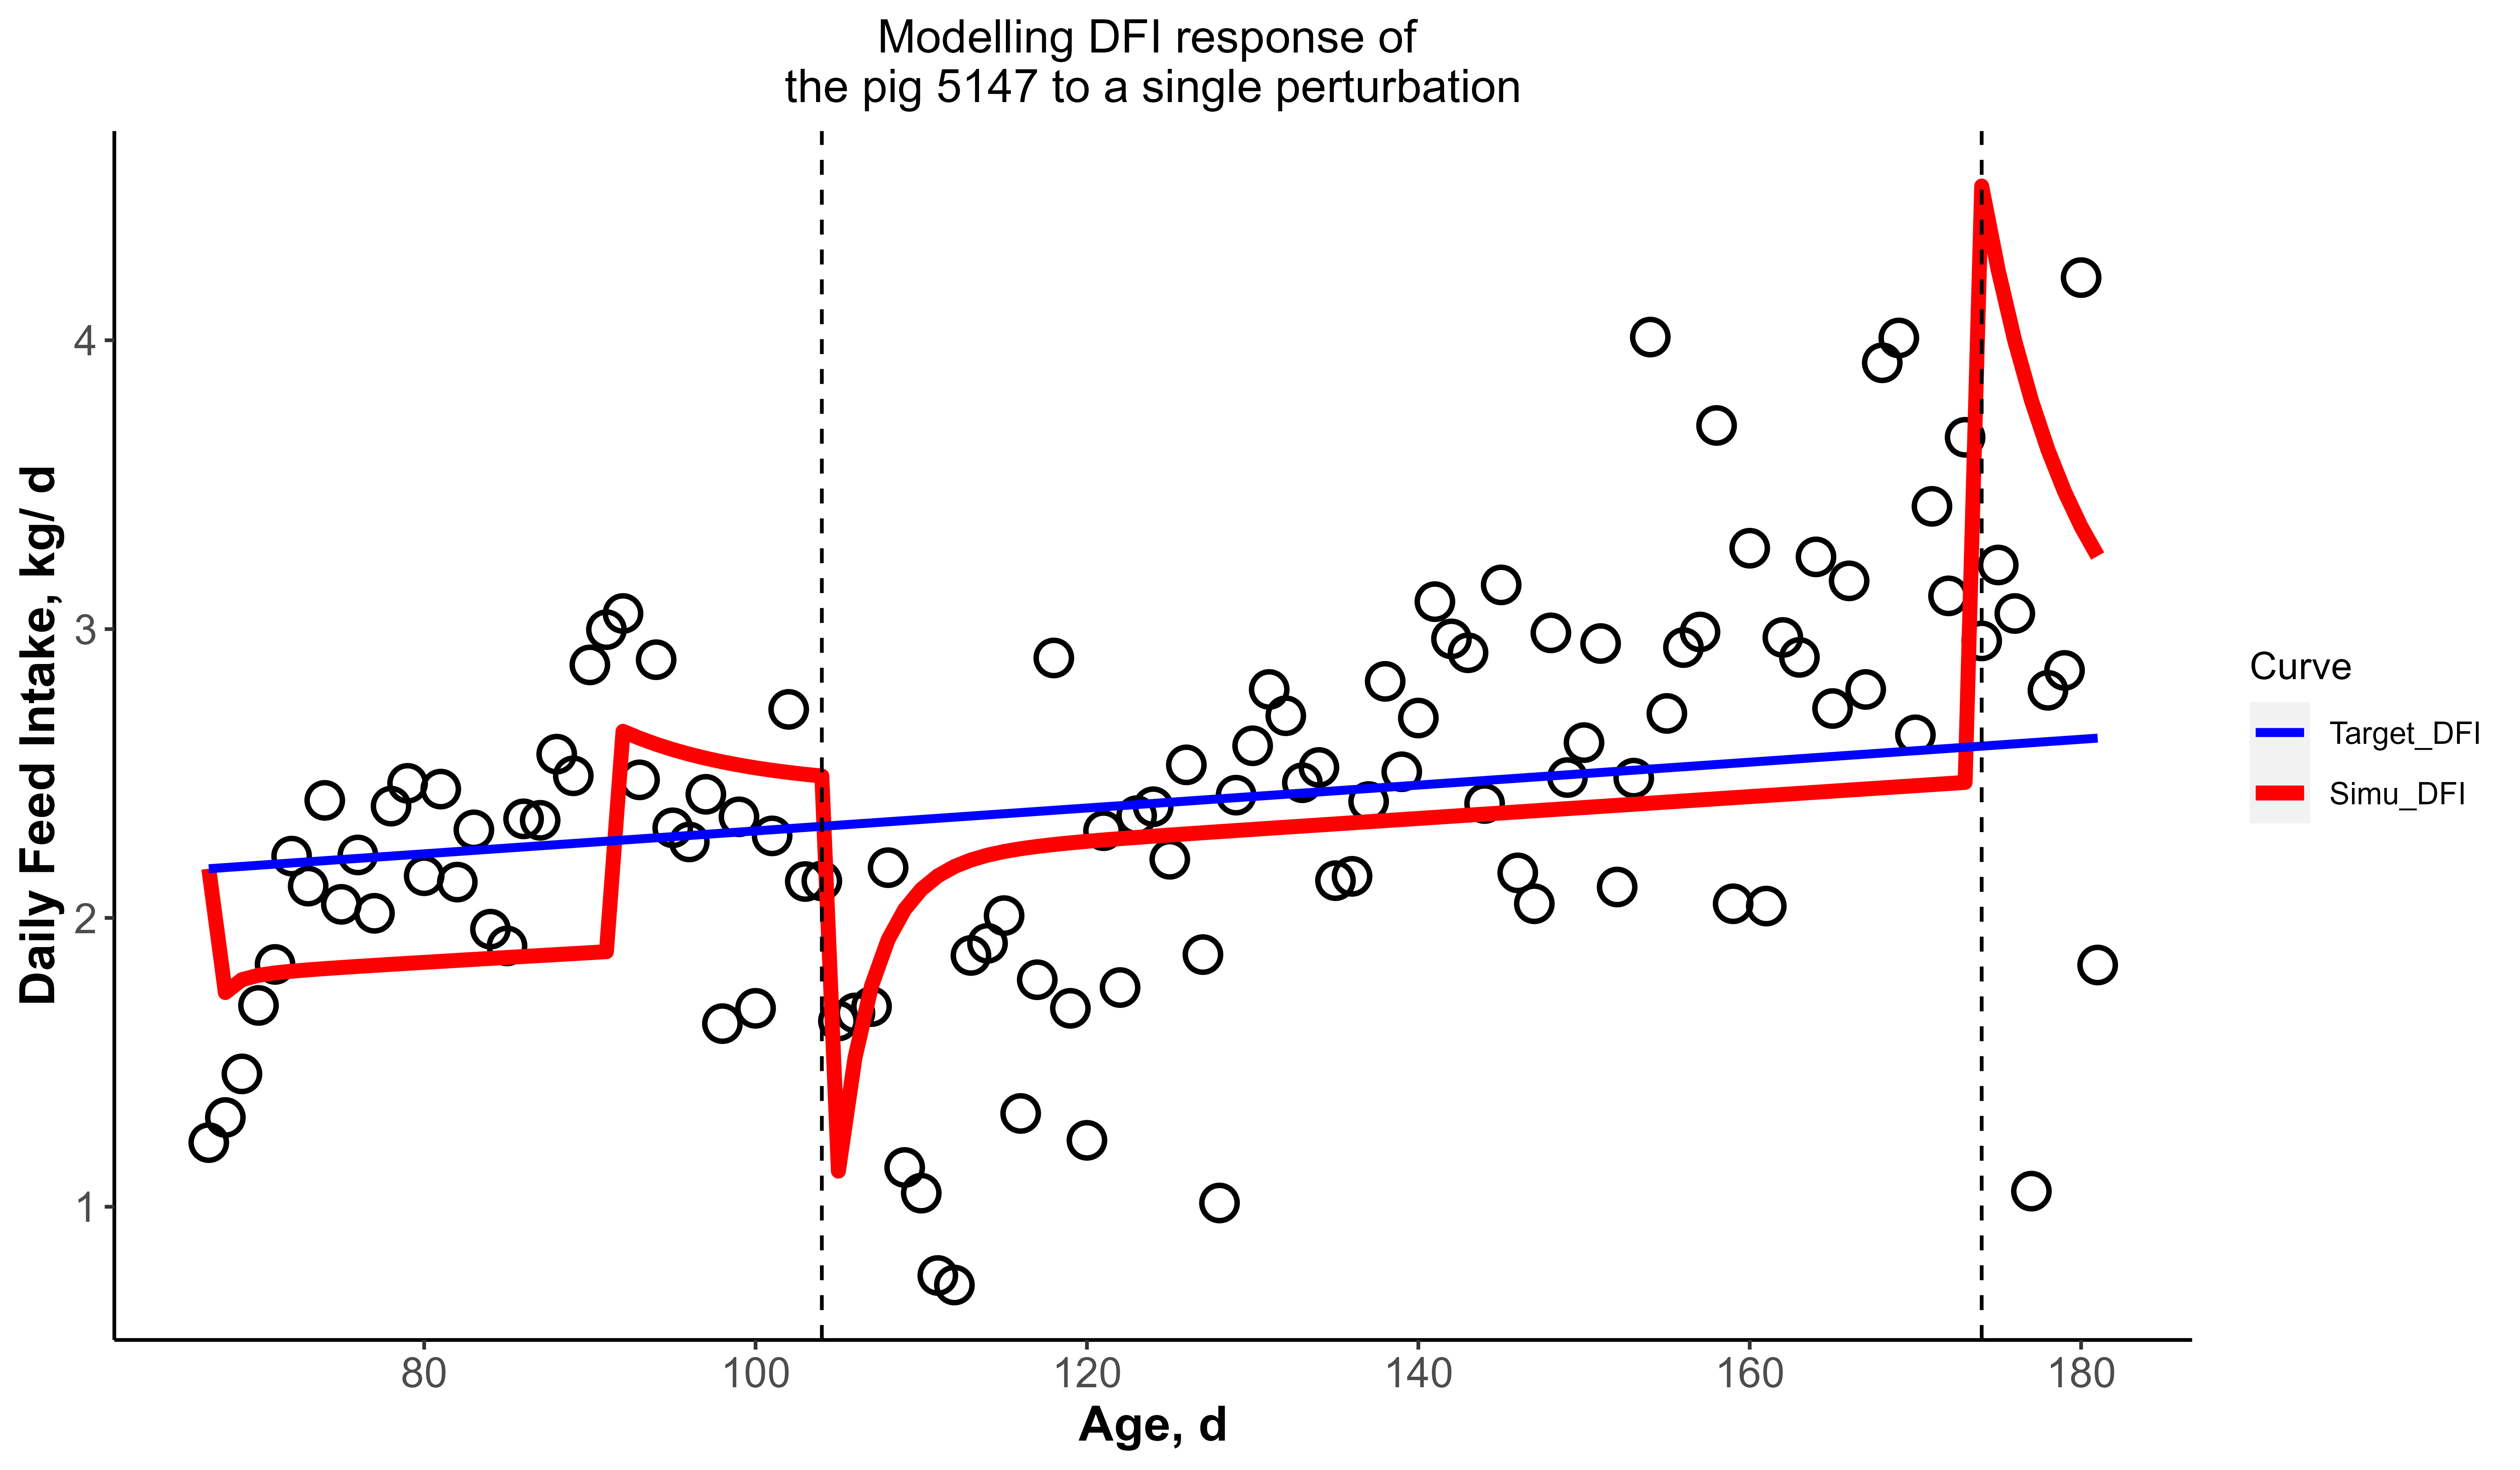 Modelling DFI response of
the pig 5147 to a single perturbation
Daily Feed Intake, kg/ d
4
3
2
1
80 100 120 140 160 180
Age, d
Curve
Target_DFI
Simu_DFI